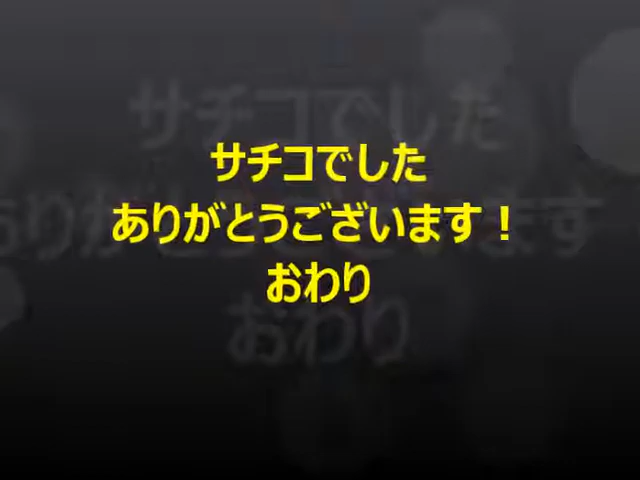 サチコでした
ありがとうございます！
おわり